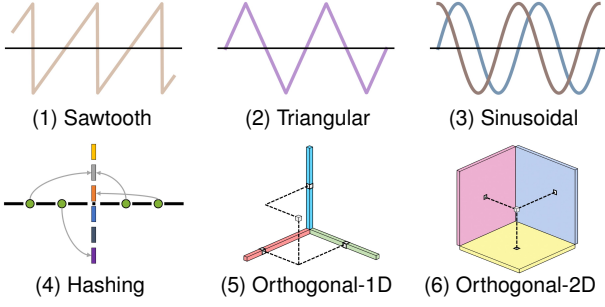 (1) Sawtooth
(2) Triangular
(3) Sinusoidal
(4) Hashing
(5) Orthogonal-1D
(6) Orthogonal-2D